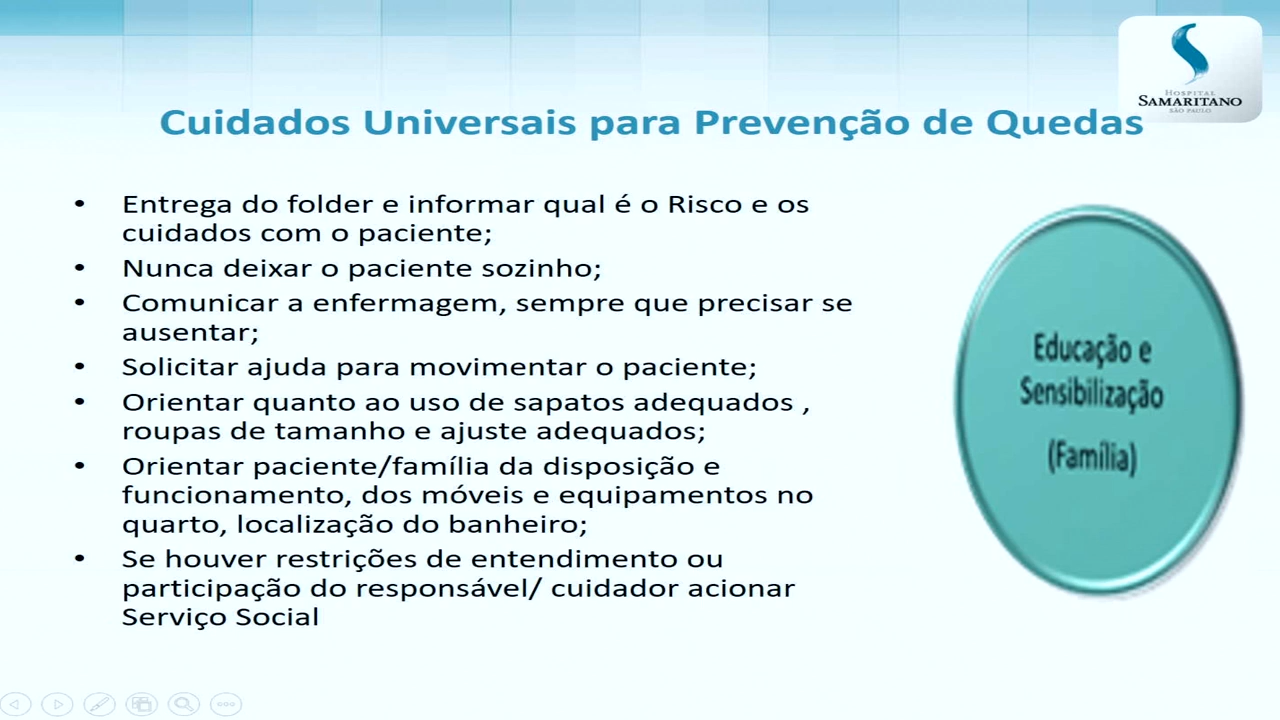 HOSPITAL
SAMARITANO
SÃO PAULO
Cuidados Universais para Prevenção de Quedas
• Entrega do folder e informar qual é o Risco e os
cuidados com o paciente;
• Nunca deixar o paciente sozinho;
• Comunicar a enfermagem, sempre que precisar se
ausentar;
• Solicitar ajuda para movimentar o paciente;
• Orientar quanto ao uso de sapatos adequados ,
roupas de tamanho e ajuste adequados;
• Orientar paciente/família da disposição e
funcionamento, dos móveis e equipamentos no
quarto, localização do banheiro;
• Se houver restrições de entendimento ou
participação do responsável/ cuidador acionar
Serviço Social
Educação e
Sensibilização
(Família)